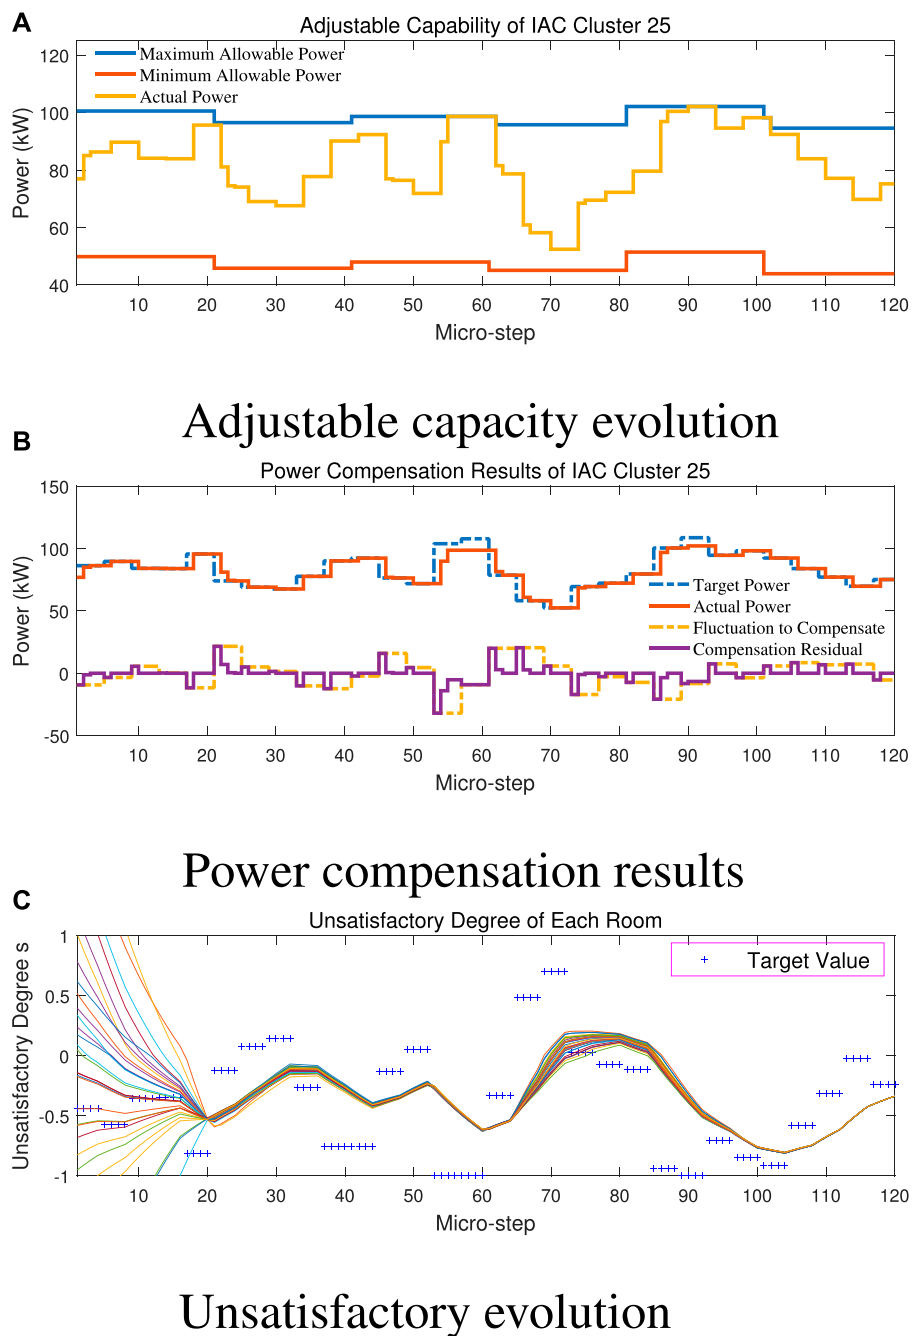 A
Adjustable Capability of IAC Cluster 25
Power (kW)
120
100
80
60
40
Maximum Allowable Power
Minimum Allowable Power
Actual Power
10 20 30 40 50 60 70 80 90 100 110 120
Micro-step
Adjustable capacity evolution
B
Power Compensation Results of IAC Cluster 25
Power (kW)
150
100
50
0
-50
Target Power
Actual Power
Fluctuation to Compensate
Compensation Residual
10 20 30 40 50 60 70 80 90 100 110 120
Micro-step
Power compensation results
C
Unsatisfactory Degree of Each Room
Unsatisfactory Degree s
1
0.5
0
-0.5
-1
Target Value
10 20 30 40 50 60 70 80 90 100 110 120
Micro-step
Unsatisfactory evolution